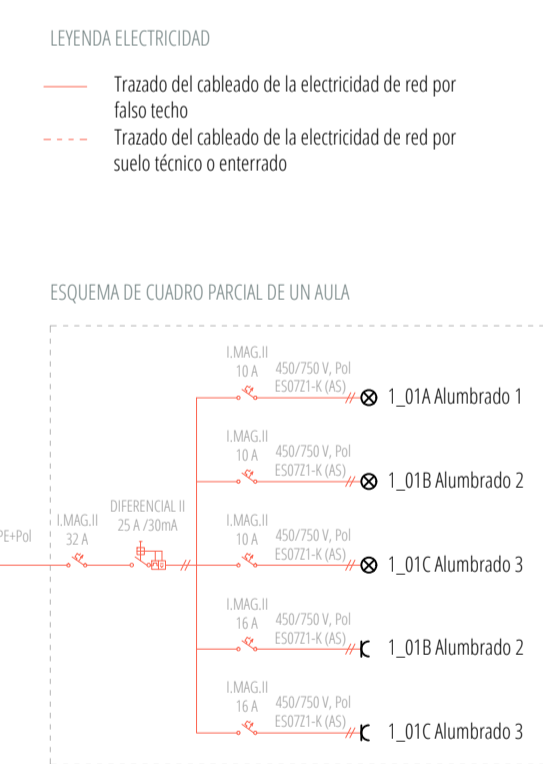 LEYENDA ELECTRICIDAD
Trazado del cableado de la electricidad de red por
falso techo
Trazado del cableado de la electricidad de red por
suelo técnico o enterrado
ESQUEMA DE CUADRO PARCIAL DE UN AULA
I.MAG.II
10 A
450/750 V, Pol
ES07Z1-K (AS)
1_01A Alumbrado 1
I.MAG.II
10 A
450/750 V, Pol
ES07Z1-K (AS)
1_01B Alumbrado 2
PE+Pol
I.MAG.II
32 A
DIFERENCIAL II
25 A /30mA
I.MAG.II
10 A
450/750 V, Pol
ES07Z1-K (AS)
1_01C Alumbrado 3
I.MAG.II
16 A
450/750 V, Pol
ES07Z1-K (AS)
1_01B Alumbrado 2
I.MAG.II
16 A
450/750 V, Pol
ES07Z1-K (AS)
1_01C Alumbrado 3